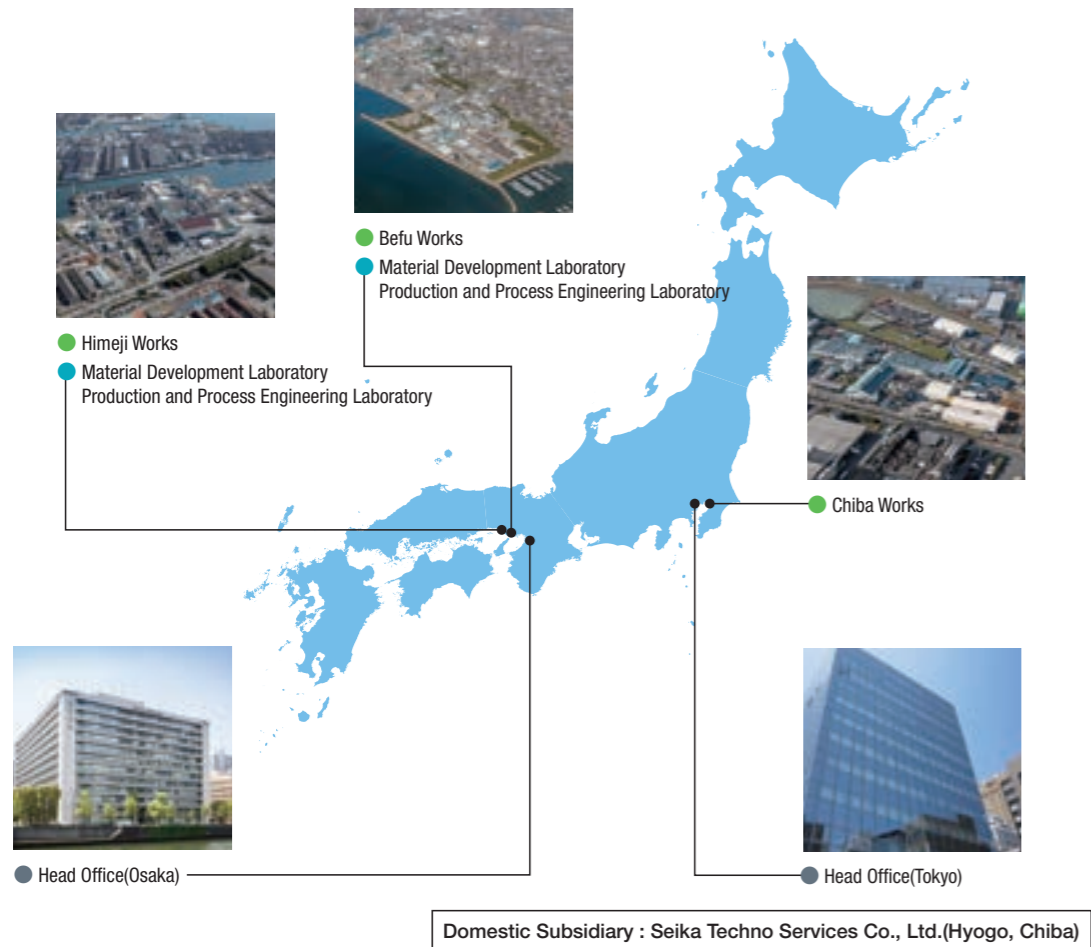 Befu Works
Material Development Laboratory
Production and Process Engineering Laboratory
Himeji Works
Material Development Laboratory
Production and Process Engineering Laboratory
Chiba Works
Head Office(Osaka)
Head Office(Tokyo)
Domestic Subsidiary : Seika Techno Services Co., Ltd.(Hyogo, Chiba)